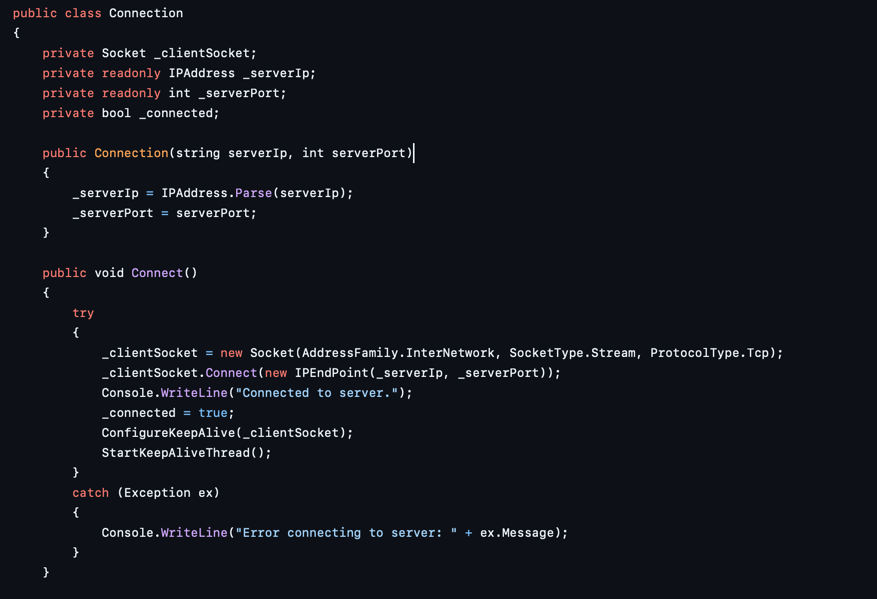 public class Connection
{
    private Socket _clientSocket;
    private readonly IPAddress _serverIp;
    private readonly int _serverPort;
    private bool _connected;

    public Connection(string serverIp, int serverPort)
    {
        _serverIp = IPAddress.Parse(serverIp);
        _serverPort = serverPort;
    }

    public void Connect()
    {
        try
        {
            _clientSocket = new Socket(AddressFamily.InterNetwork, SocketType.Stream, ProtocolType.Tcp);
            _clientSocket.Connect(new IPEndPoint(_serverIp, _serverPort));
            Console.WriteLine("Connected to server.");
            _connected = true;
            ConfigureKeepAlive(_clientSocket);
            StartKeepAliveThread();
        }
        catch (Exception ex)
        {
            Console.WriteLine("Error connecting to server: " + ex.Message);
        }
    }